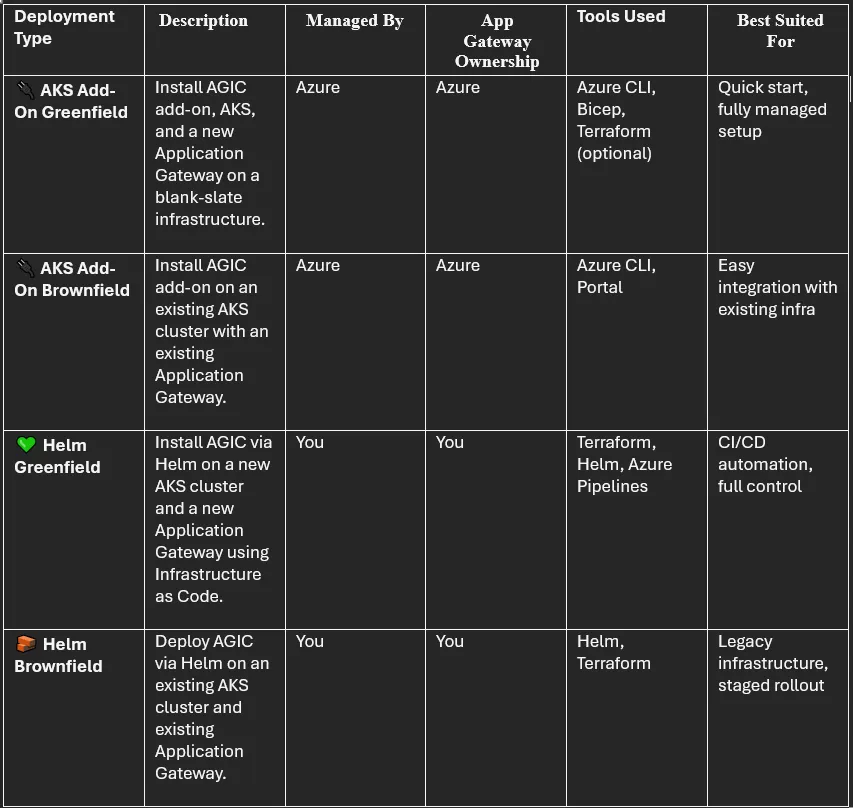 Deployment Type
Description
Managed By
App Gateway Ownership
Tools Used
Best Suited For
AKS Add-On Greenfield
Install AGIC
add-on, AKS,
and a new
Application
Gateway on a
blank-slate
infrastructure.
Azure
Azure
Azure CLI,
Bicep,
Terraform
(optional)
Quick start,
fully managed
setup
AKS Add-
On Brownfield
Install AGIC
add-on on an
existing AKS
cluster with an
existing
Application
Gateway.
Azure
Azure
Azure CLI,
Portal
Easy
integration with
existing infra
Helm
Greenfield
Install AGIC via
Helm on a new
AKS cluster
and a new
Application
Gateway using
Infrastructure
as Code.
You
You
Terraform,
Helm, Azure
Pipelines
CI/CD
automation,
full control
Helm
Brownfield
Deploy AGIC
via Helm on an
existing AKS
cluster and
existing
Application
Gateway.
You
You
Helm,
Terraform
Legacy
infrastructure,
staged rollout